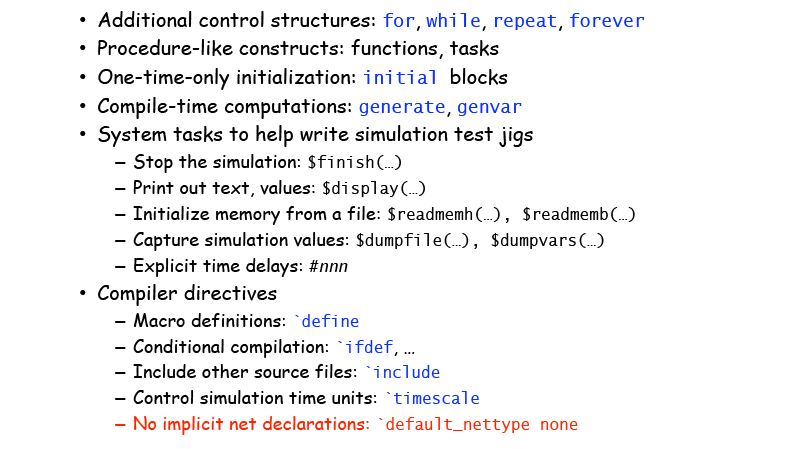 • Additional control structures: for, while, repeat, forever
• Procedure-like constructs: functions, tasks
• One-time-only initialization: initial blocks
• Compile-time computations: generate, genvar
• System tasks to help write simulation test jigs
– Stop the simulation: $finish(…)
– Print out text, values: $display(…)
– Initialize memory from a file: $readmemh(…), $readmemb(…)
– Capture simulation values: $dumpfile(…), $dumpvars(…)
– Explicit time delays: #nnn
• Compiler directives
– Macro definitions: `define
– Conditional compilation: `ifdef, …
– Include other source files: `include
– Control simulation time units: `timescale
– No implicit net declarations: `default_nettype none